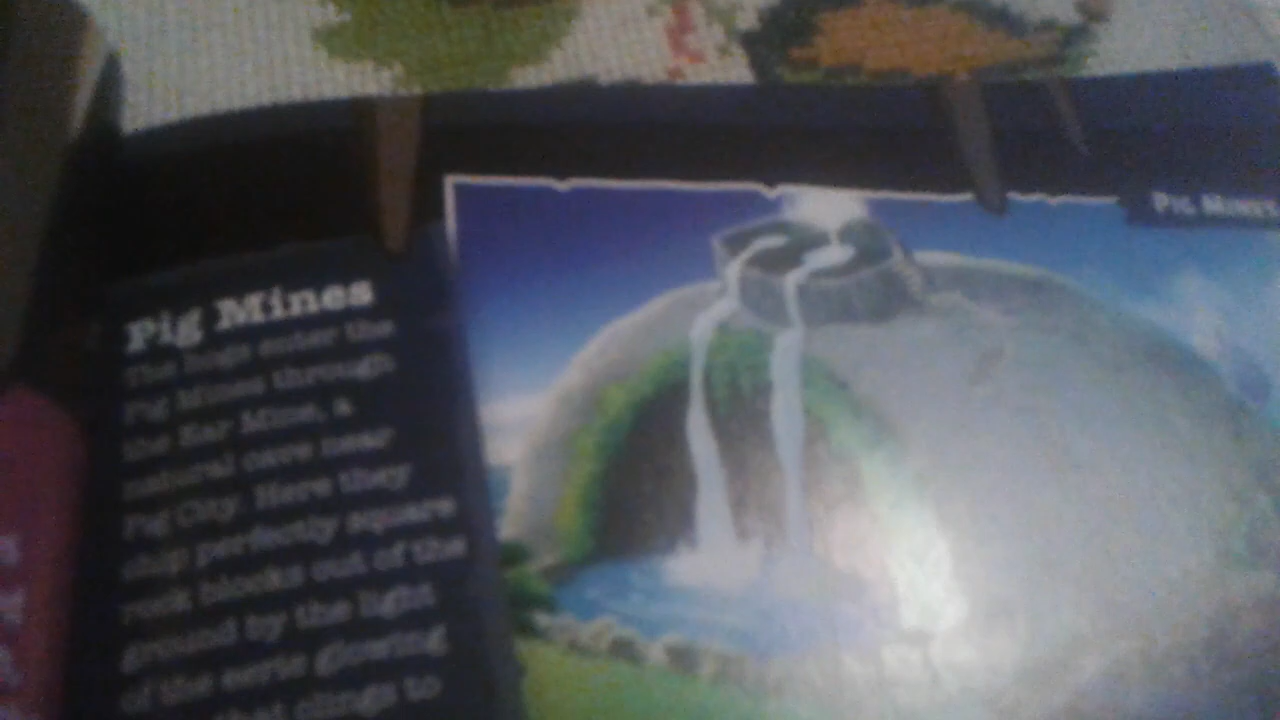 Pig Mines
The hogs enter the
Pig Mines through
the Ear Mine, a
natural cave near
Pig City. Here they
chip perfectly square
rock blocks out of the
ground by the light
of the eerie glowing
that clings to
PIG MINES